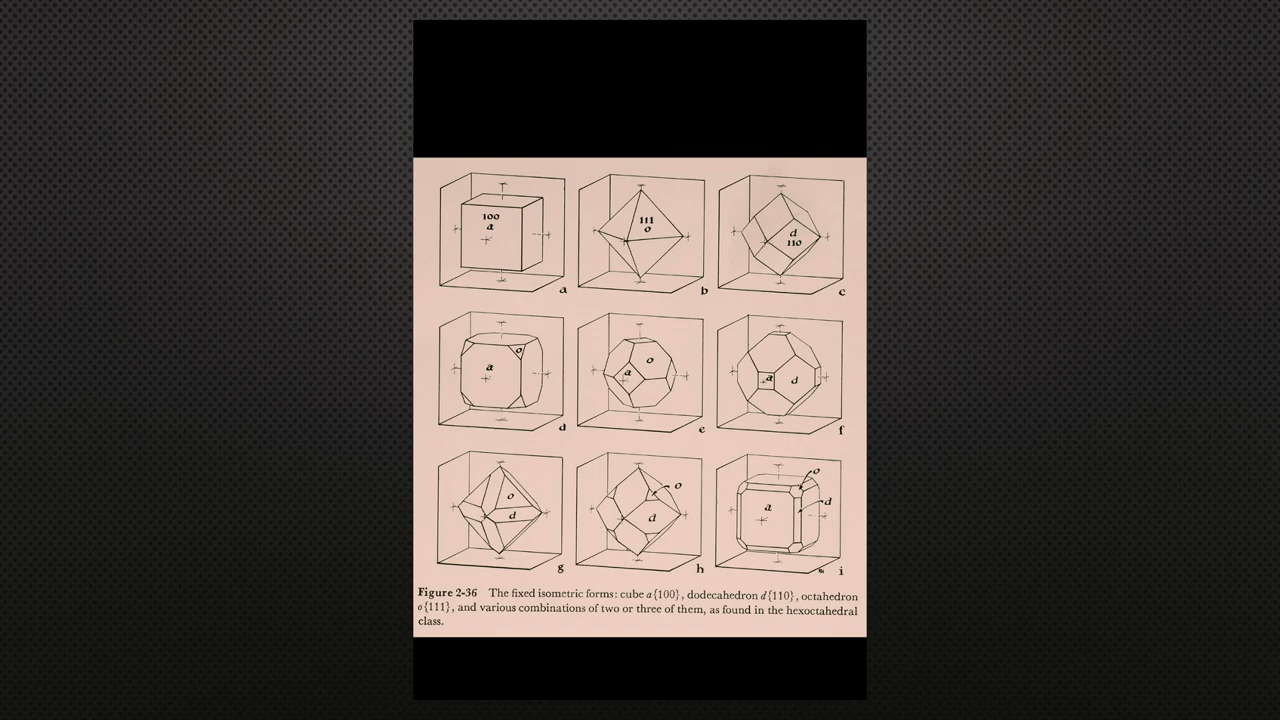 100
a
a
111
o
b
d
110
c
a
o
d
a
o
e
a
d
f
o
d
g
o
d
h
a
o
d
* i
Figure 2-36 The fixed isometric forms: cube a{100}, dodecahedron d{110}, octahedron
o{111}, and various combinations of two or three of them, as found in the hexoctahedral
class.